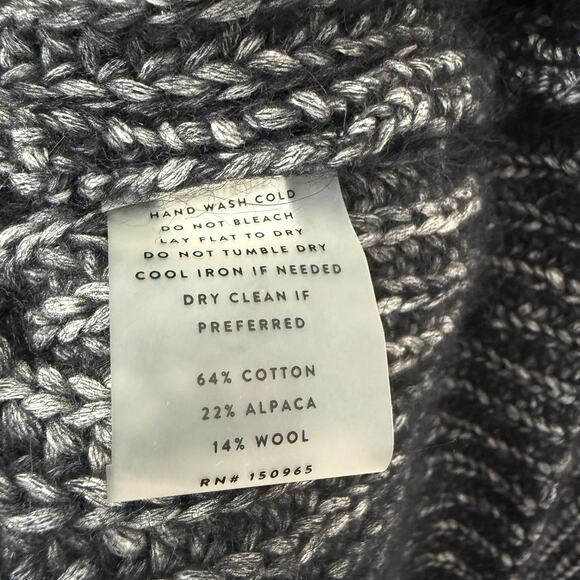 HAND WASH COLD
DO NOT BLEACH
LAY FLAT TO DRY
DO NOT TUMBLE DRY
COOL IRON IF NEEDED
DRY CLEAN IF
PREFERRED
64% COTTON
22% ALPACA
14% WOOL
RN# 150965